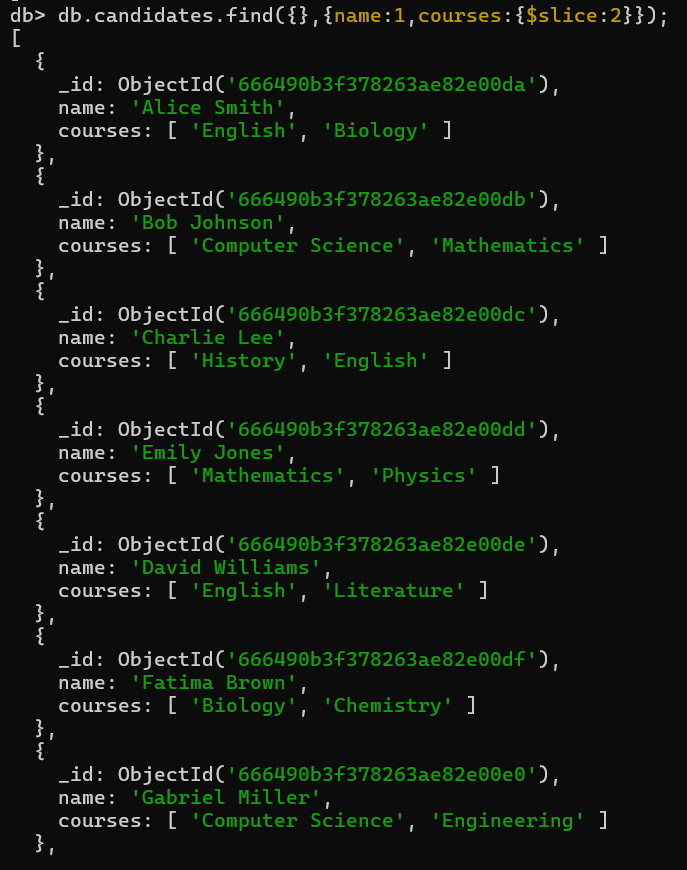 db> db.candidates.find({},{name:1,courses:{$slice:2}});
[
  {
    _id: ObjectId('666490b3f378263ae82e00da'),
    name: 'Alice Smith',
    courses: [ 'English', 'Biology' ]
  },
  {
    _id: ObjectId('666490b3f378263ae82e00db'),
    name: 'Bob Johnson',
    courses: [ 'Computer Science', 'Mathematics' ]
  },
  {
    _id: ObjectId('666490b3f378263ae82e00dc'),
    name: 'Charlie Lee',
    courses: [ 'History', 'English' ]
  },
  {
    _id: ObjectId('666490b3f378263ae82e00dd'),
    name: 'Emily Jones',
    courses: [ 'Mathematics', 'Physics' ]
  },
  {
    _id: ObjectId('666490b3f378263ae82e00de'),
    name: 'David Williams',
    courses: [ 'English', 'Literature' ]
  },
  {
    _id: ObjectId('666490b3f378263ae82e00df'),
    name: 'Fatima Brown',
    courses: [ 'Biology', 'Chemistry' ]
  },
  {
    _id: ObjectId('666490b3f378263ae82e00e0'),
    name: 'Gabriel Miller',
    courses: [ 'Computer Science', 'Engineering' ]
  },